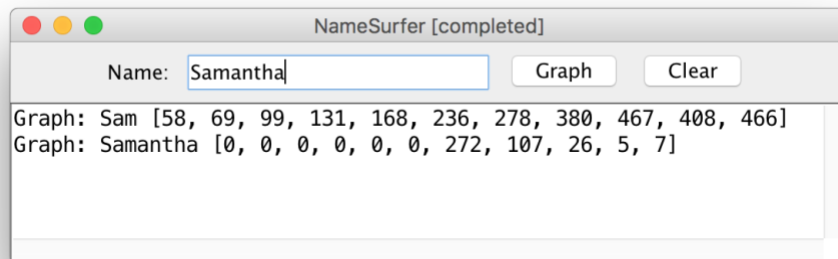 NameSurfer [completed]
Name: Samantha Graph Clear
Graph: Sam [58, 69, 99, 131, 168, 236, 278, 380, 467, 408, 466]
Graph: Samantha [0, 0, 0, 0, 0, 0, 272, 107, 26, 5, 7]